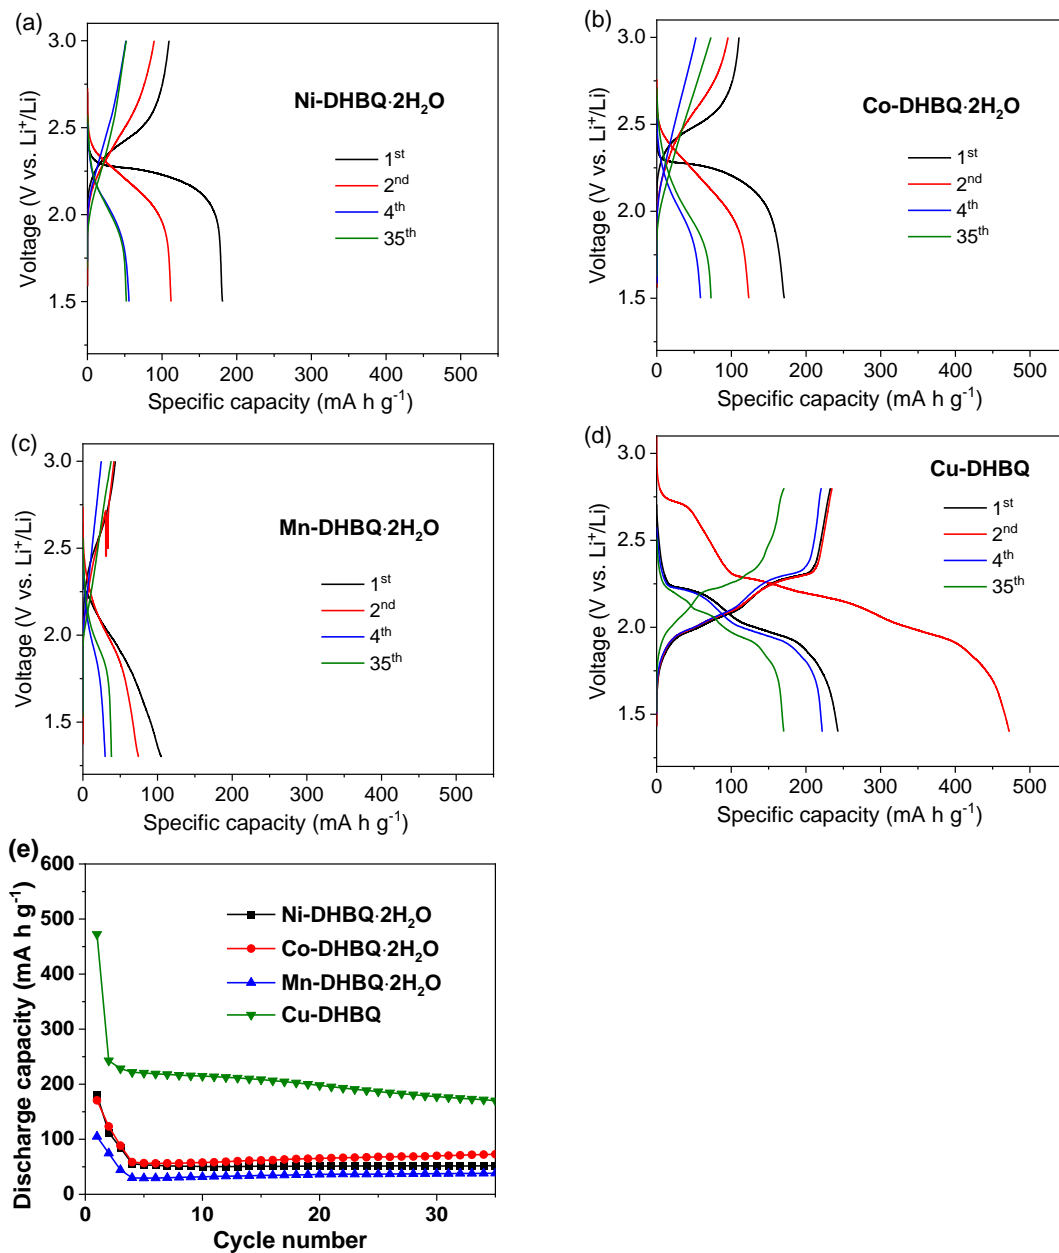 (a)
Ni-DHBQ·2H₂O
1ˢᵗ
2ⁿᵈ
4ᵗʰ
35ᵗʰ
3.0
2.5
2.0
1.5
Voltage (V vs. Li⁺/Li)
0 100 200 300 400 500
Specific capacity (mA h g⁻¹)
(b)
Co-DHBQ·2H₂O
1ˢᵗ
2ⁿᵈ
4ᵗʰ
35ᵗʰ
3.0
2.5
2.0
1.5
Voltage (V vs. Li⁺/Li)
0 100 200 300 400 500
Specific capacity (mA h g⁻¹)
(c)
Mn-DHBQ·2H₂O
1ˢᵗ
2ⁿᵈ
4ᵗʰ
35ᵗʰ
3.0
2.5
2.0
1.5
Voltage (V vs. Li⁺/Li)
0 100 200 300 400 500
Specific capacity (mA h g⁻¹)
(d)
Cu-DHBQ
1ˢᵗ
2ⁿᵈ
4ᵗʰ
35ᵗʰ
3.0
2.5
2.0
1.5
Voltage (V vs. Li⁺/Li)
0 100 200 300 400 500
Specific capacity (mA h g⁻¹)
(e)
600
500
400
300
200
100
0
Discharge capacity (mA h g⁻¹)
Ni-DHBQ·2H₂O
Co-DHBQ·2H₂O
Mn-DHBQ·2H₂O
Cu-DHBQ
0 10 20 30
Cycle number